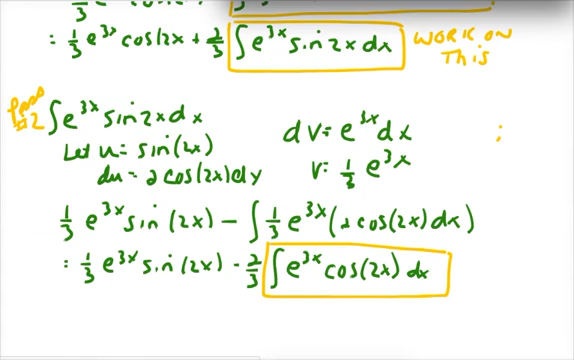 = 1/3 e^3x cos(2x + 2/3 ∫ e^3x sin 2x dx WORK ON THIS
Pass #2 ∫ e^3x sin 2x dx
dv = e^3x dx
Let u = sin(2x)
v = 1/3 e^3x
du = 2 cos(2x) dy
1/3 e^3x sin (2x) - ∫ 1/3 e^3x (2 cos(2x) dx)
= 1/3 e^3x sin (2x) - 2/3 ∫ e^3x cos(2x) dx